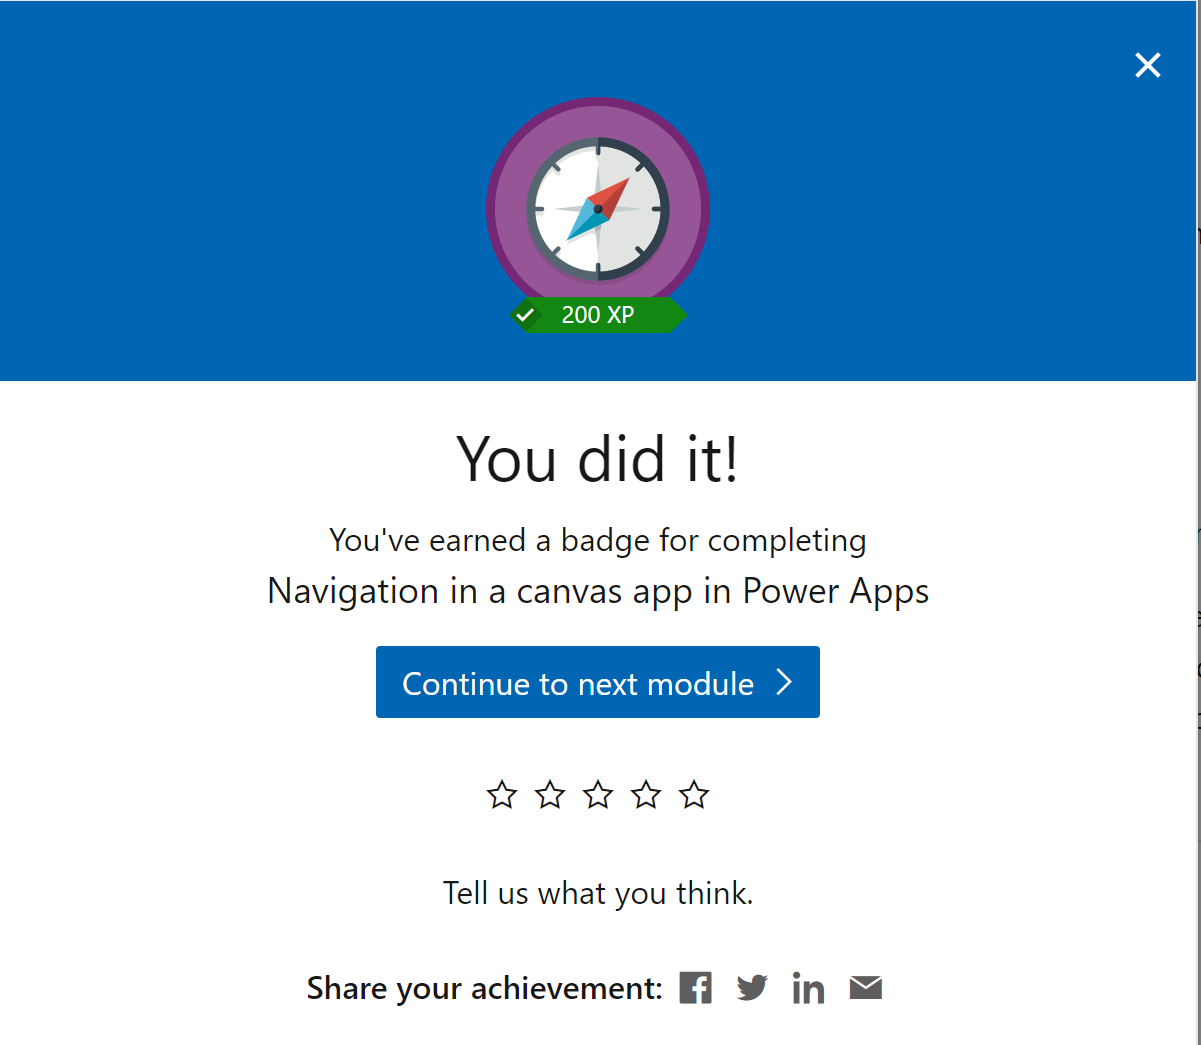 200 XP
You did it!
You've earned a badge for completing
Navigation in a canvas app in Power Apps
Continue to next module
Tell us what you think.
Share your achievement: